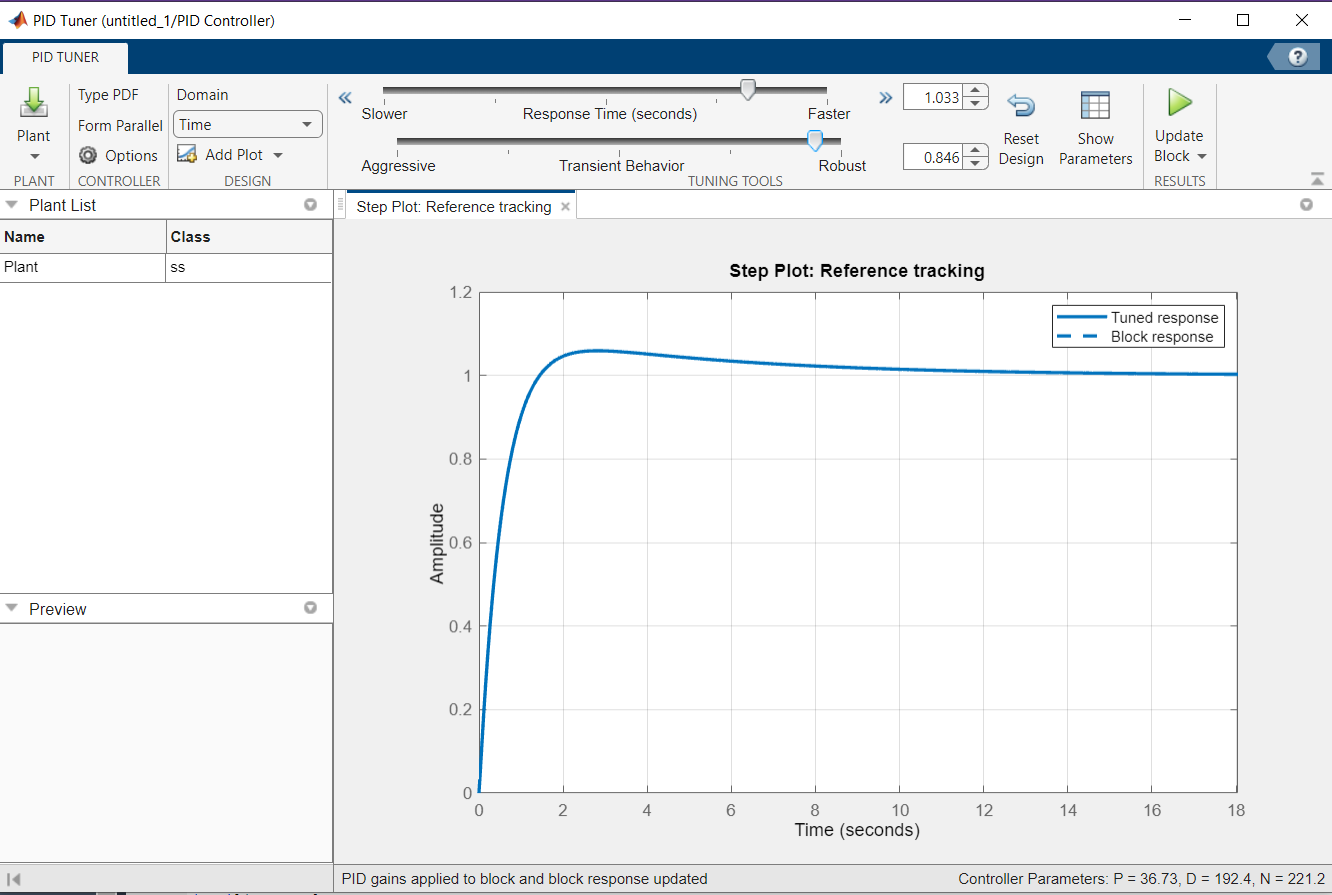 PID Tuner (untitled_1/PID Controller)
PID TUNER
Plant
PLANT
Type PDF
Form Parallel
Options
CONTROLLER
Domain
Time
Add Plot
DESIGN
Slower Response Time (seconds) Faster
1.033
Aggressive Transient Behavior Robust
0.846
TUNING TOOLS
Reset
Design
Show
Parameters
Update
Block
RESULTS
Plant List
Name Class
Plant ss
Preview
Step Plot: Reference tracking
Step Plot: Reference tracking
Tuned response
Block response
Amplitude
1.2
1
0.8
0.6
0.4
0.2
0
0 2 4 6 8 10 12 14 16 18
Time (seconds)
PID gains applied to block and block response updated
Controller Parameters: P = 36.73, D = 192.4, N = 221.2